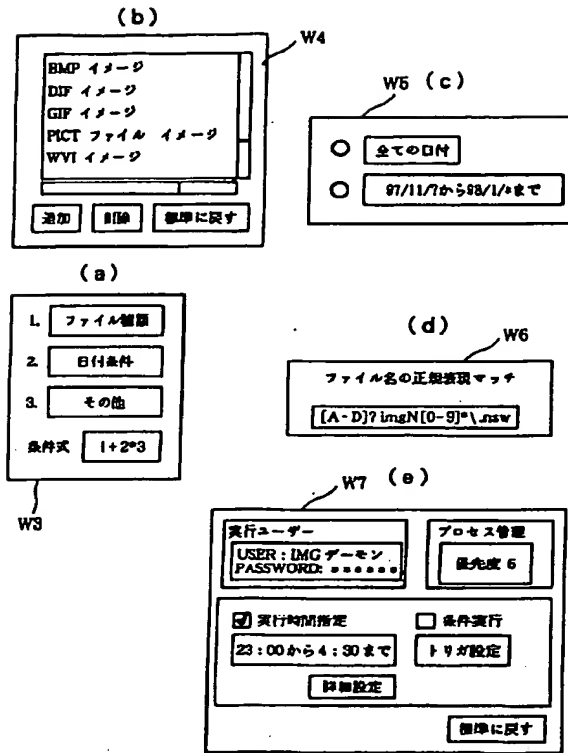 (b)
W4
BMP イメージ
DIF イメージ
GIF イメージ
PICT ファイル イメージ
WVI イメージ
追加 削除 標準に戻す
W5 (c)
全ての日付
97/11/7から98/1/*まで
(a)
1. ファイル種類
2. 日付条件
3. その他
条件式 1+2*3
W3
(d)
W6
ファイル名の正規表現マッチ
[A-D]?imgN[0-9]*\.nsw
W7 (e)
実行ユーザー
USER : IMG デーモン
PASSWORD: ******
プロセス管理
優先度 6
実行時間指定
条件実行
23:00から4:30まで
トリガ設定
詳細設定
標準に戻す